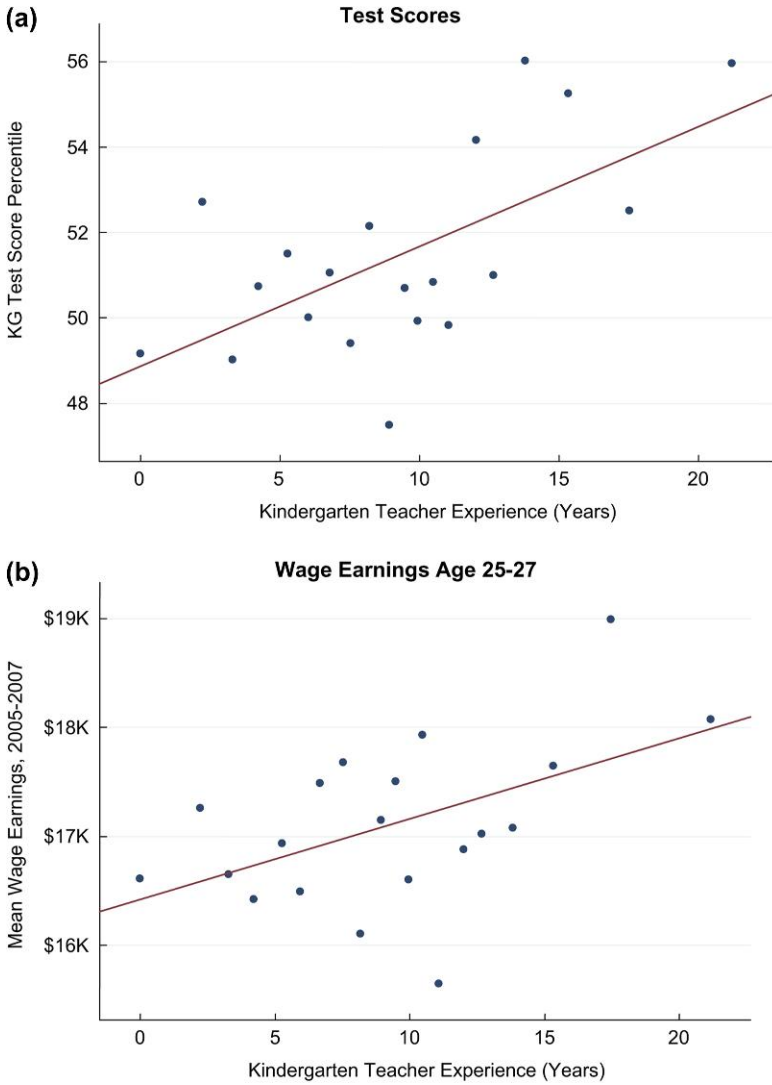 (a)
Test Scores
KG Test Score Percentile
56
54
52
50
48
0 5 10 15 20
Kindergarten Teacher Experience (Years)
(b)
Wage Earnings Age 25-27
Mean Wage Earnings, 2005-2007
$19K
$18K
$17K
$16K
0 5 10 15 20
Kindergarten Teacher Experience (Years)